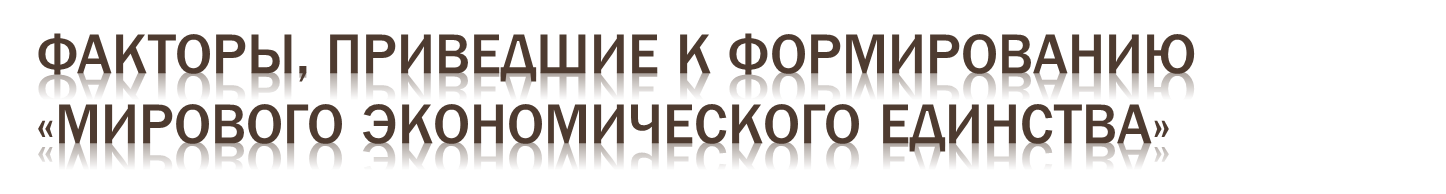 ФАКТОРЫ, ПРИВЕДШИЕ К ФОРМИРОВАНИЮ
«МИРОВОГО ЭКОНОМИЧЕСКОГО ЕДИНСТВА»